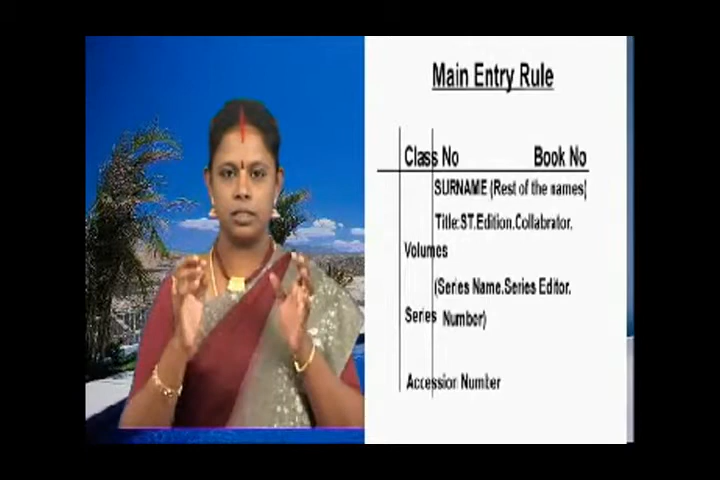 Main Entry Rule
Class No Book No
SURNAME (Rest of the names)
Title:ST.Edition.Collabrator.
Volumes
(Series Name.Series Editor.
Series Number)
Accession Number